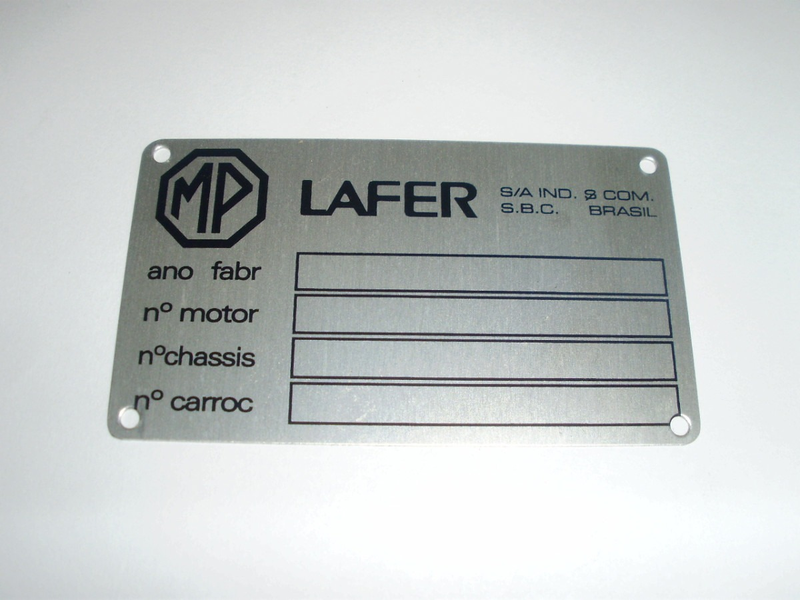 MP LAFER S/A IND. & COM.
S.B.C. BRASIL
ano fabr
nº motor
nºchassis
nº carroc